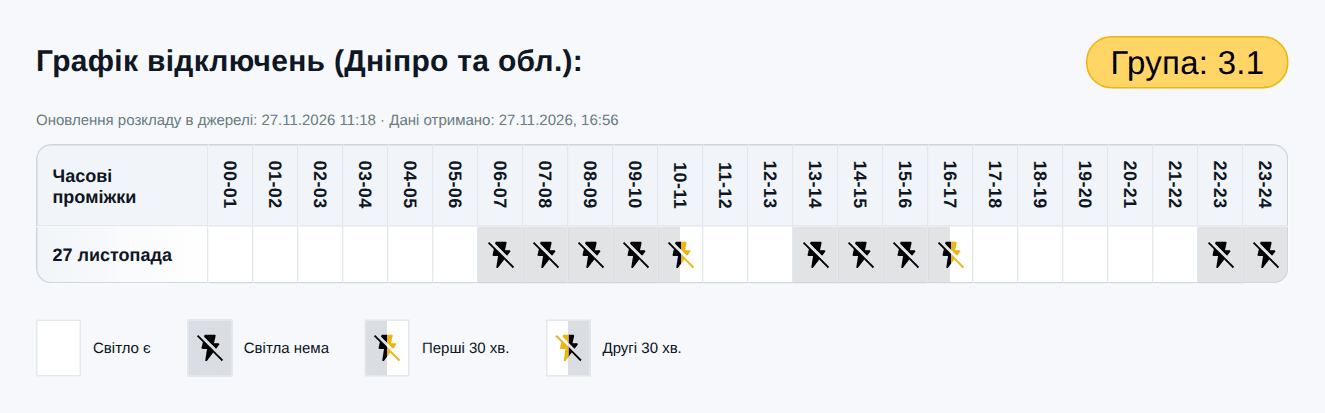 Графік відключень (Дніпро та обл.):
Група: 3.1
Оновлення розкладу в джерелі: 27.11.2026 11:18 · Дані отримано: 27.11.2026, 16:56
Часові
проміжки
00-01
01-02
02-03
03-04
04-05
05-06
06-07
07-08
08-09
09-10
10-11
11-12
12-13
13-14
14-15
15-16
16-17
17-18
18-19
19-20
20-21
21-22
22-23
23-24
27 листопада
Світло є
Світла нема
Перші 30 хв.
Другі 30 хв.